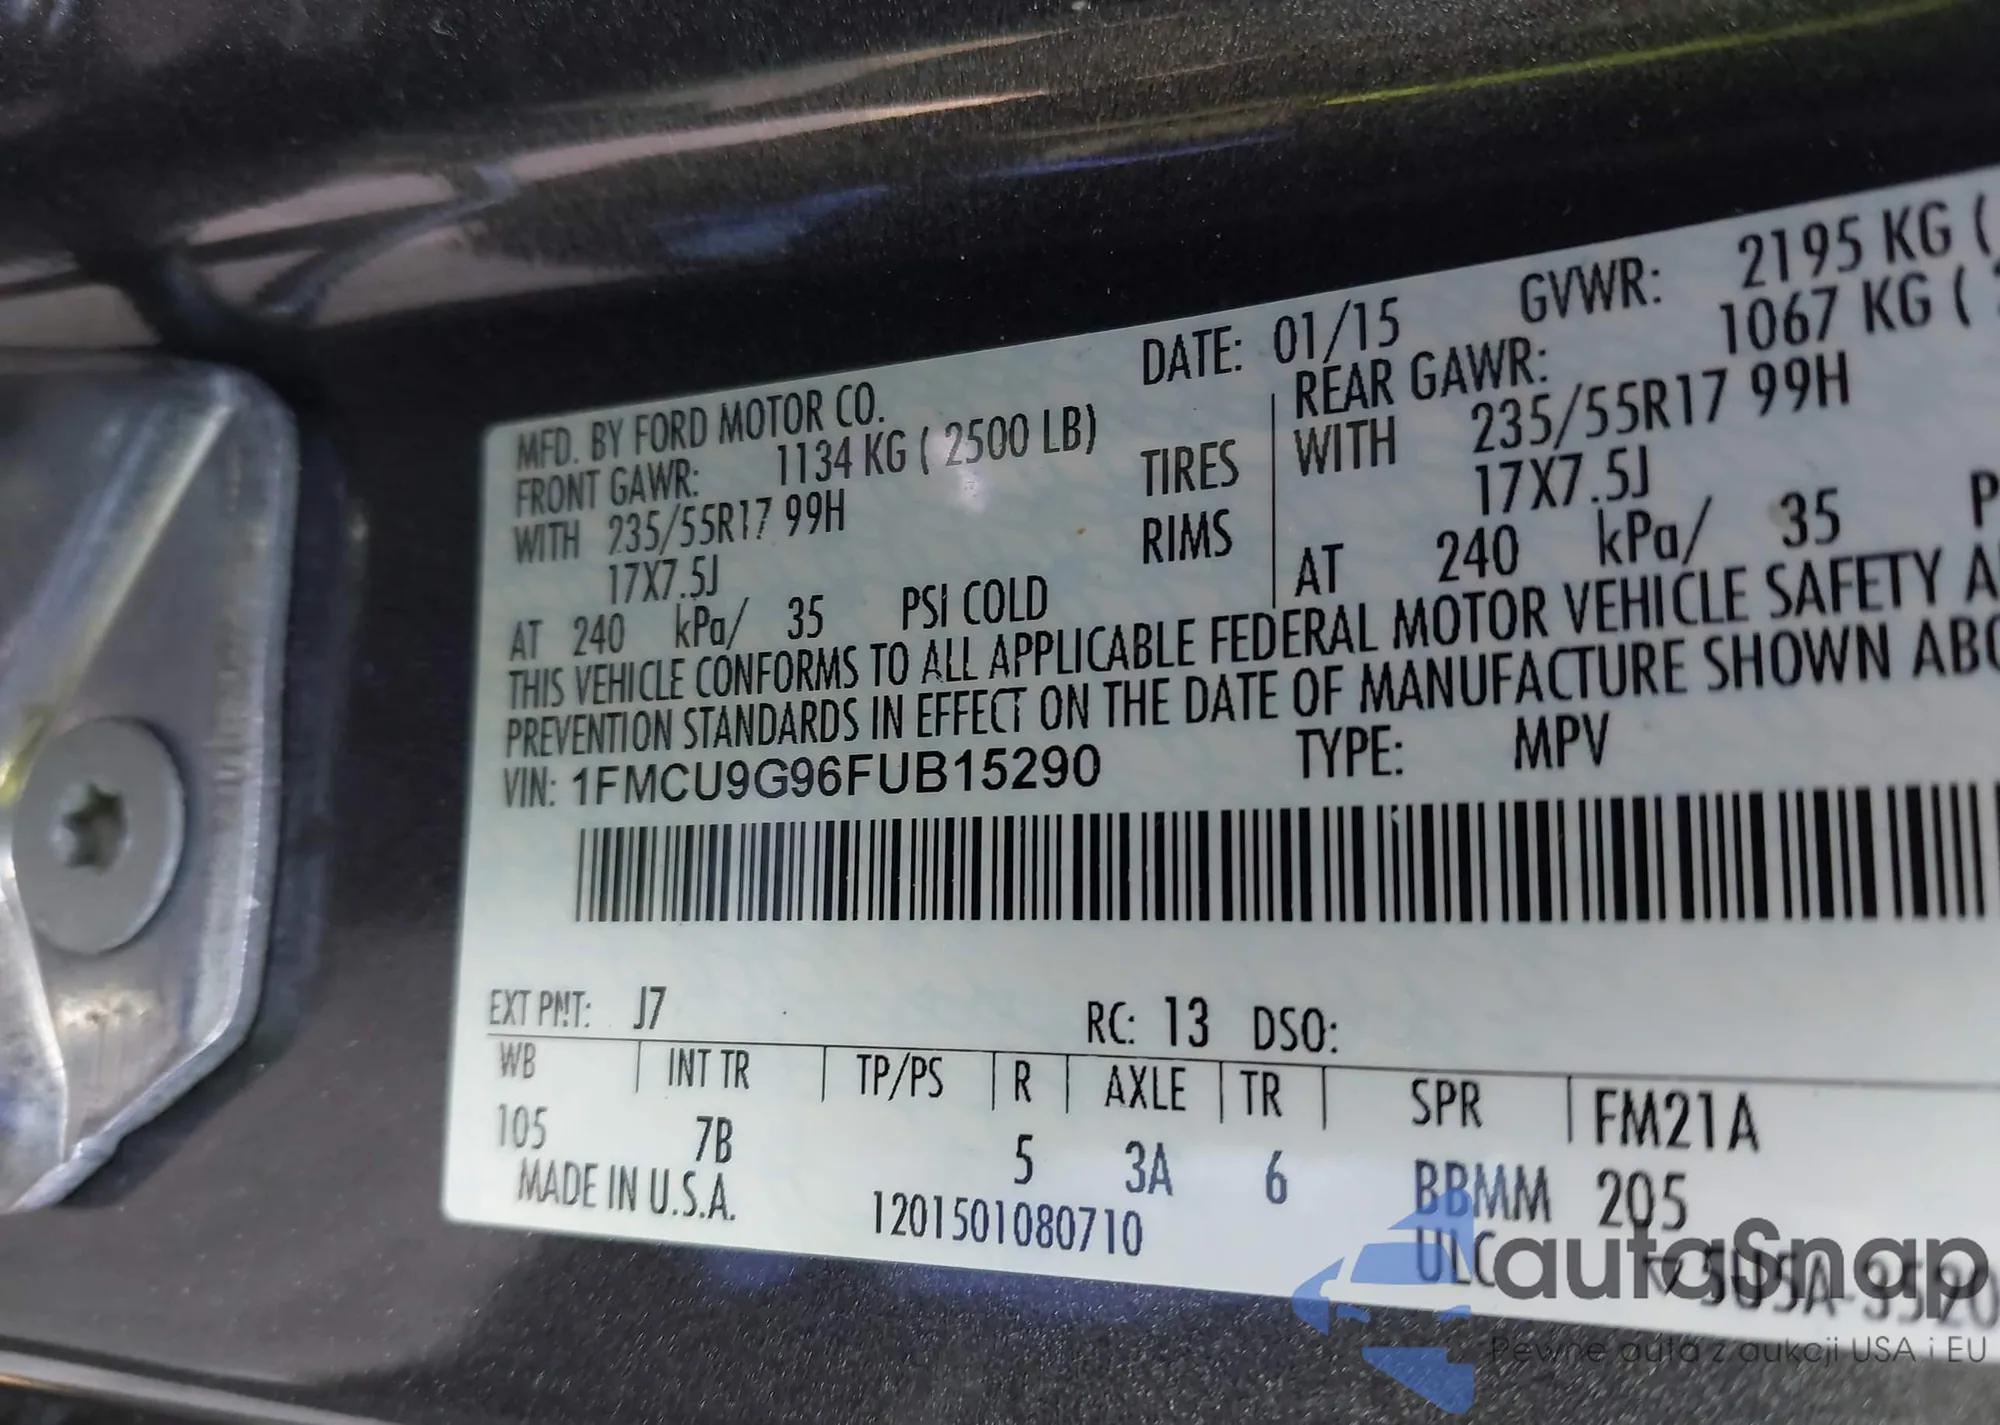 MFD. BY FORD MOTOR CO. DATE: 01/15 GVWR: 2195 KG (
FRONT GAWR: 1134 KG ( 2500 LB) REAR GAWR: 1067 KG (
WITH 235/55R17 99H TIRES WITH 235/55R17 99H
17X7.5J RIMS 17X7.5J
AT 240 kPa/ 35 PSI COLD AT 240 kPa/ 35 P
THIS VEHICLE CONFORMS TO ALL APPLICABLE FEDERAL MOTOR VEHICLE SAFETY A
PREVENTION STANDARDS IN EFFECT ON THE DATE OF MANUFACTURE SHOWN ABO
VIN: 1FMCU9G96FUB15290 TYPE: MPV
EXT PNT: J7 RC: 13 DSO:
WB INT TR TP/PS R AXLE TR SPR FM21A
105 7B 5 3A 6 BBMM 205
MADE IN U.S.A. 1201501080710 ULC
autaSnap
Pewne auta z aukcji USA i EU